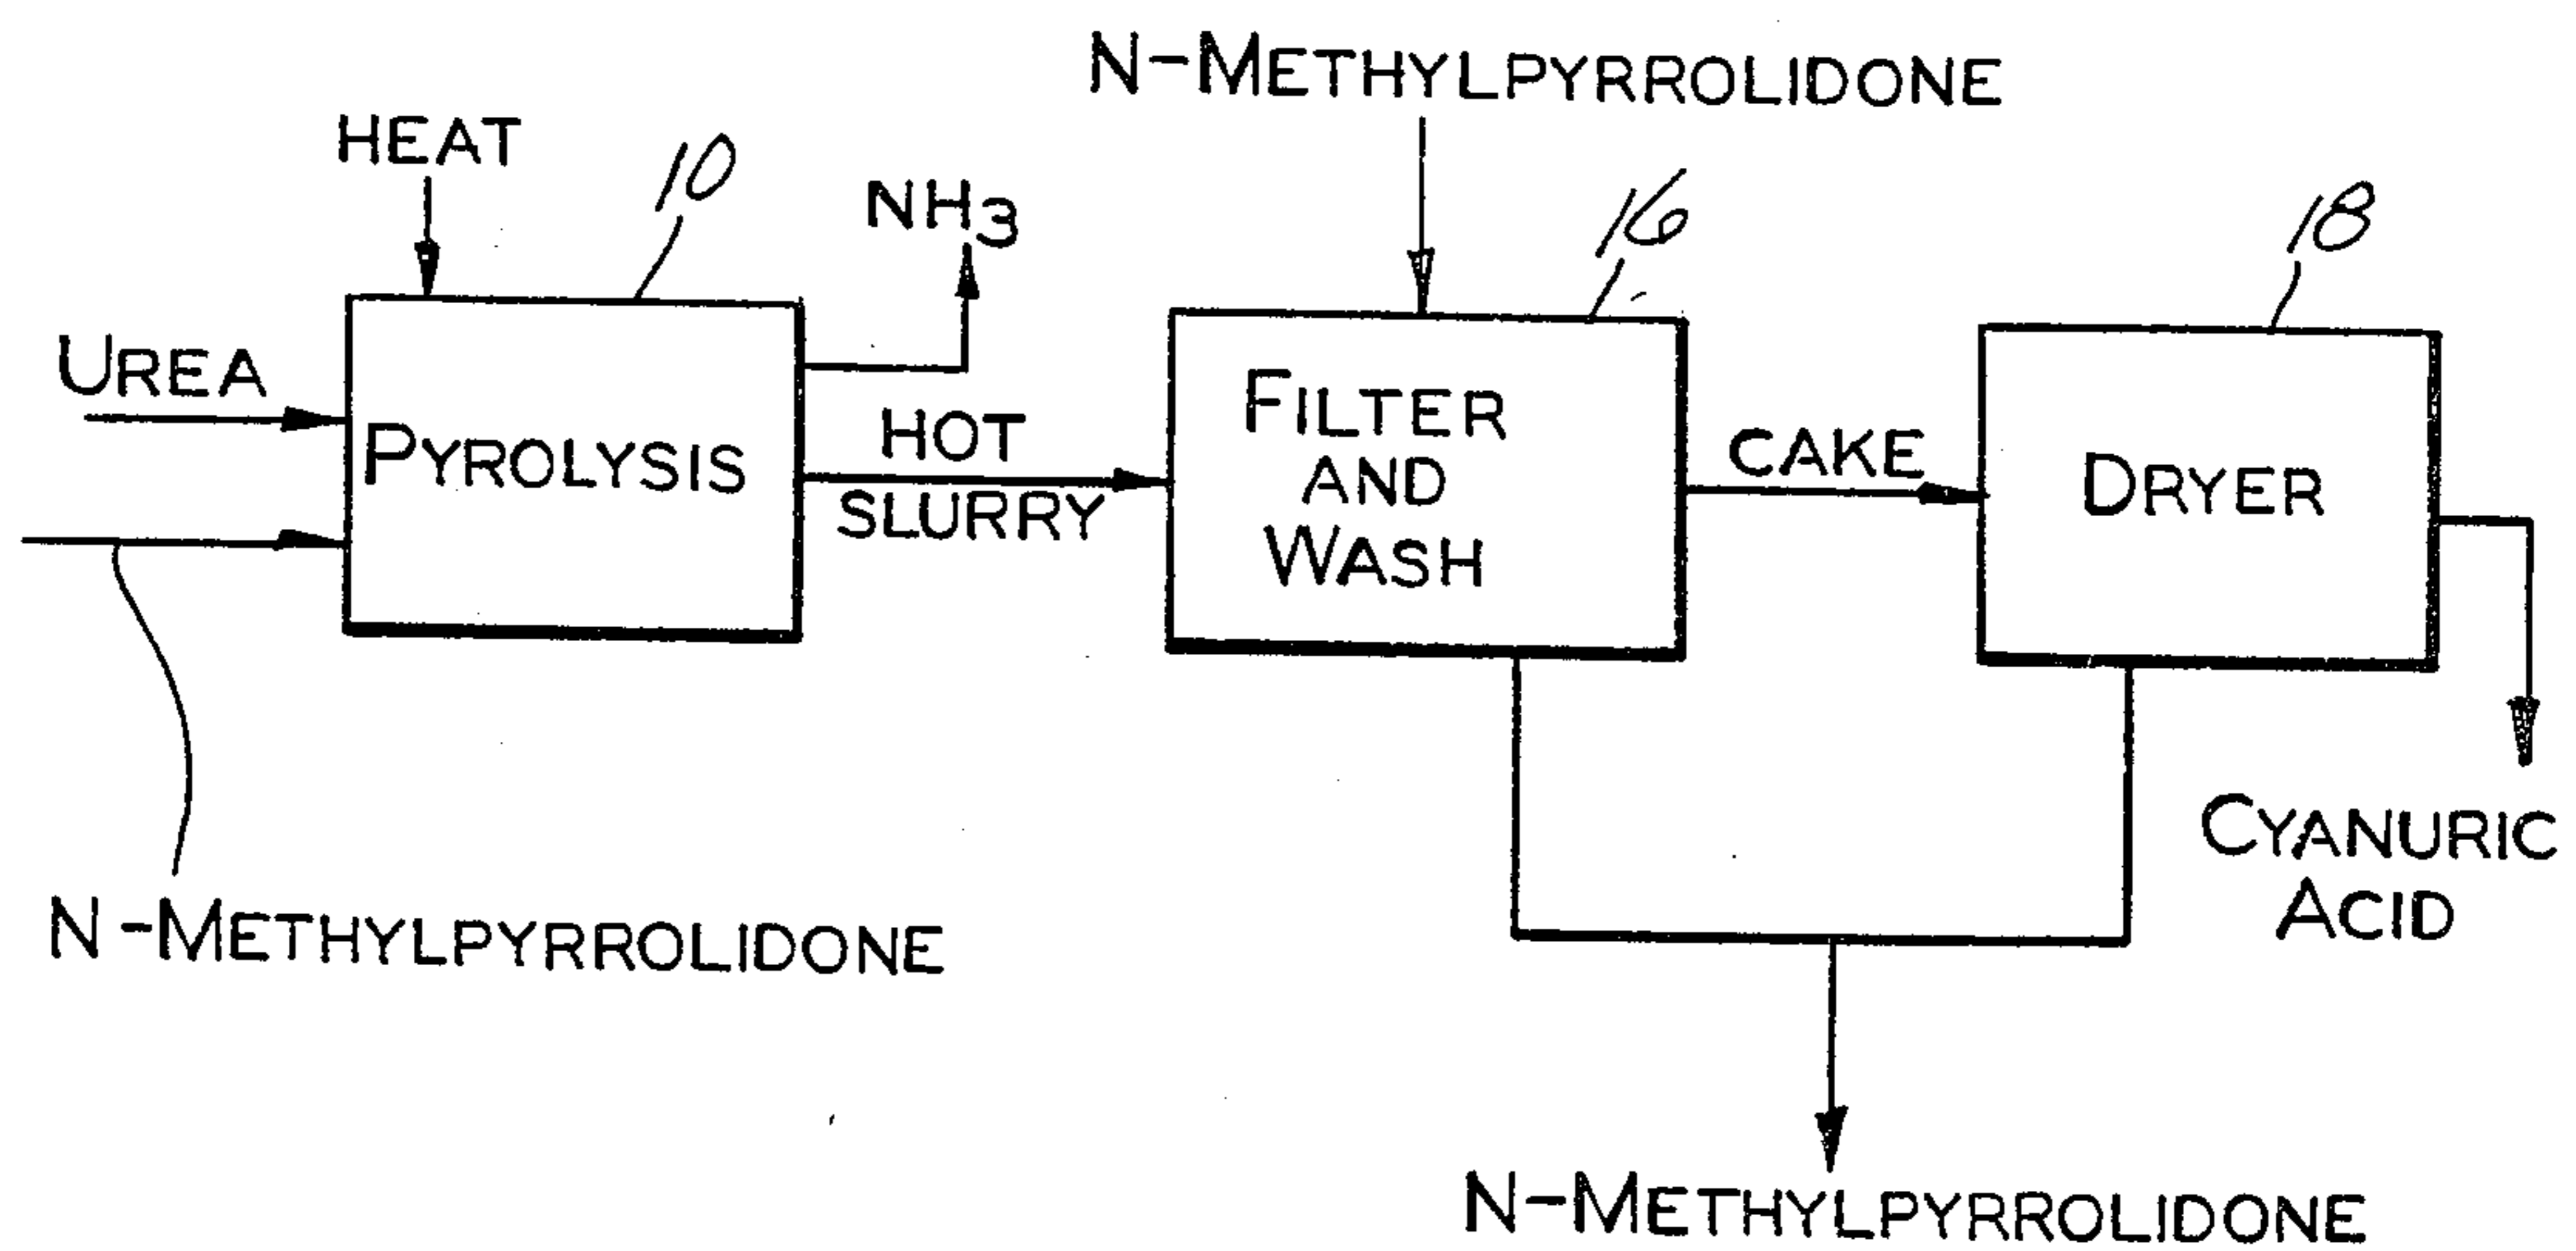 N-METHYLPYRROLIDONE
HEAT
10
NH3
16
18
UREA
PYROLYSIS
HOT
SLURRY
FILTER
AND
WASH
CAKE
DRYER
CYANURIC
ACID
N-METHYLPYRROLIDONE
N-METHYLPYRROLIDONE